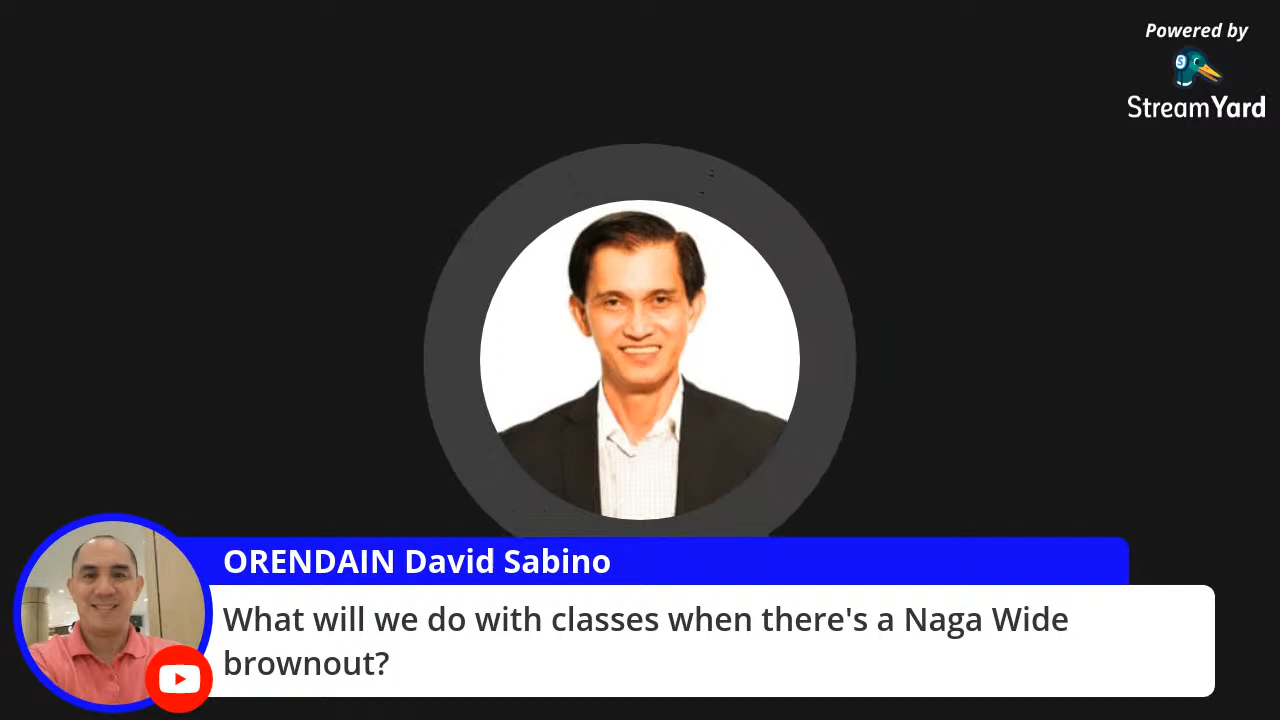 Powered by
S
StreamYard
ORENDAIN David Sabino
What will we do with classes when there's a Naga Wide
brownout?